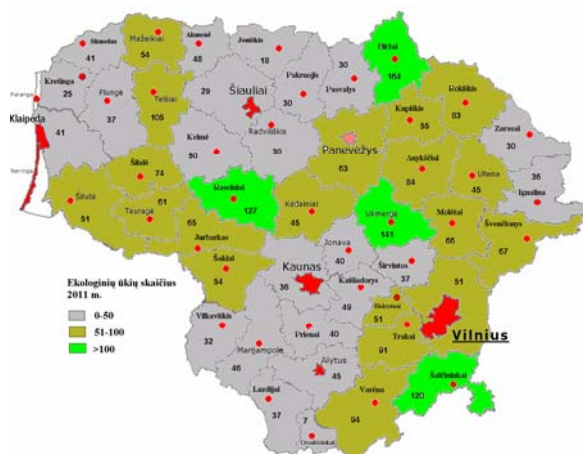 Skuodas
41
Mažeikiai
54
Akmenė
48
Joniškis
18
Biržai
164
Kretinga
25
Plungė
37
Telšiai
105
29
Šiauliai
Pakruojis
30
30
Pasvalys
Rokiškis
83
Kupiškis
55
Zarasai
30
Palanga
Klaipėda
41
Radviliškis
30
Kelmė
50
Panevėžys
63
Anykščiai
84
Utena
45
36
Ignalina
Neringa
Šilutė
51
Šilalė
74
Tauragė
61
Raseiniai
137
Kėdainiai
45
Ukmergė
141
Molėtai
66
Švenčionys
67
65
Jurbarkas
Šakiai
54
Jonava
40
Širvintos
37
Kaunas
36
Kaišiadorys
49
Elektrėnai
51
51
Vilnius
Trakai
91
Vilkaviškis
32
Marijampolė
46
Prienai
40
Alytus
45
Lazdijai
37
7
Druskininkai
Varėna
94
Šalčininkai
120
Ekologinių ūkių skaičius
2011 m.
0-50
51-100
>100